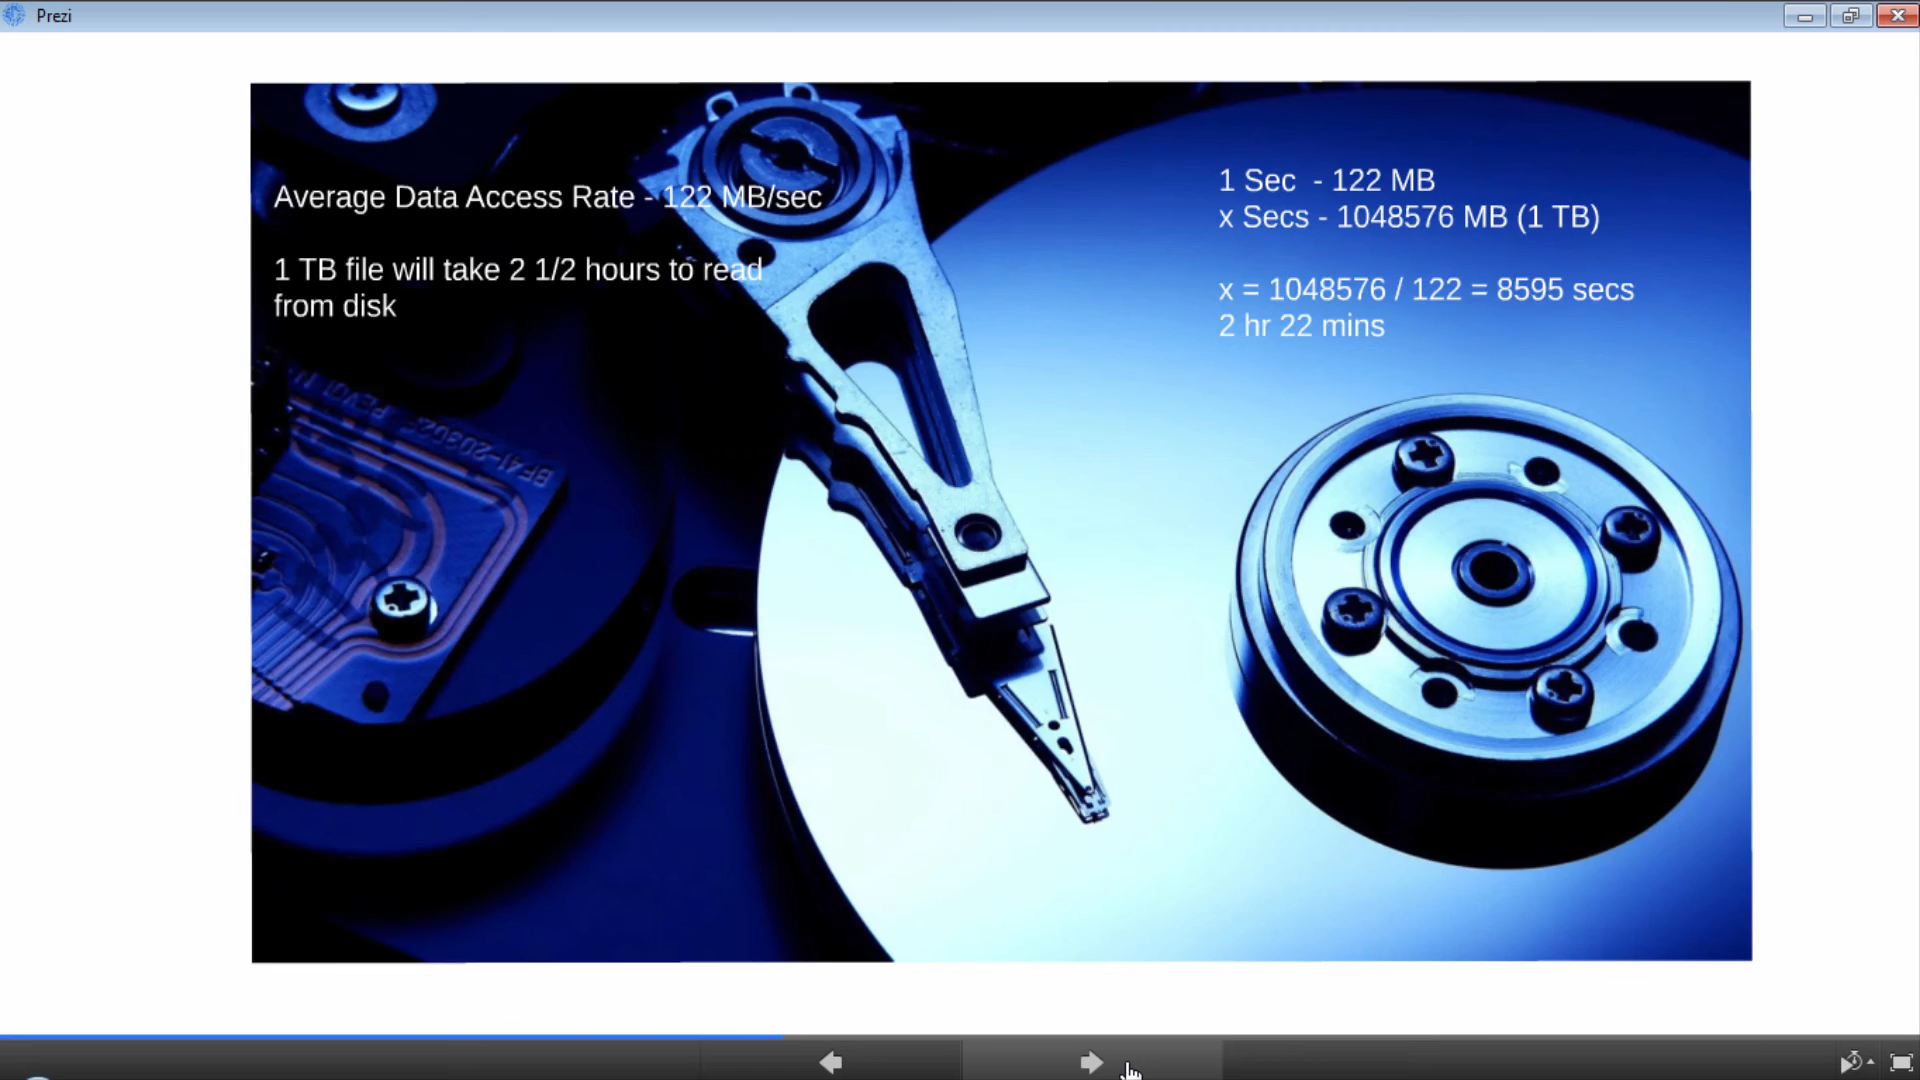 Prezi
Average Data Access Rate - 122 MB/sec
1 TB file will take 2 1/2 hours to read
from disk
1 Sec - 122 MB
x Secs - 1048576 MB (1 TB)
x = 1048576 / 122 = 8595 secs
2 hr 22 mins